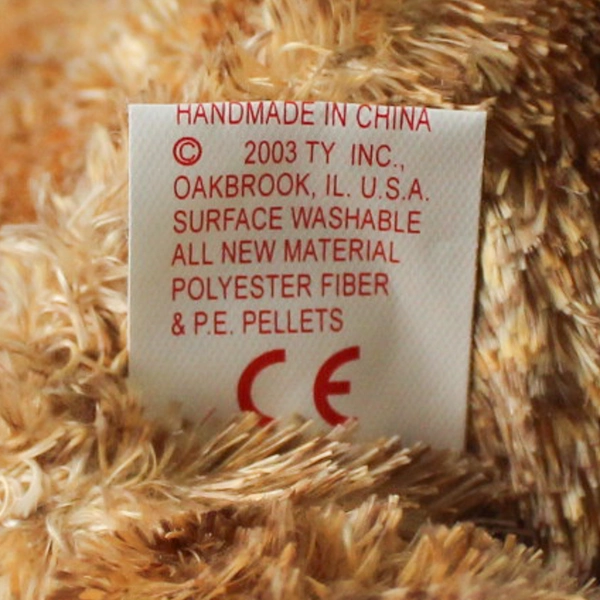 HANDMADE IN CHINA
© 2003 TY INC.,
OAKBROOK, IL. U.S.A.
SURFACE WASHABLE
ALL NEW MATERIAL
POLYESTER FIBER
& P.E. PELLETS
CE